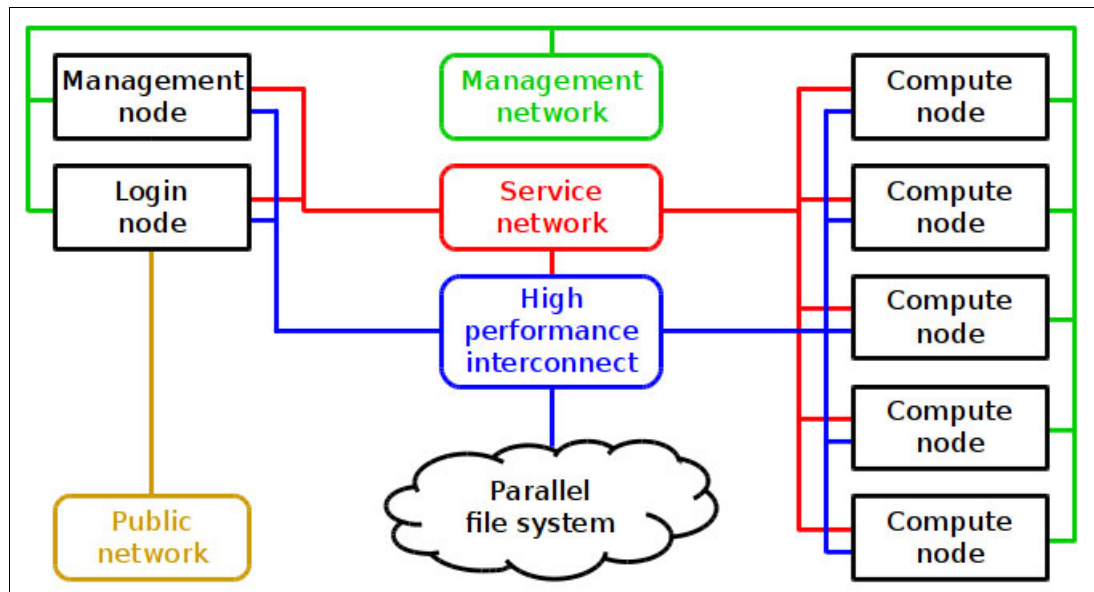 Management
node
Management
network
Compute
node
Login
node
Service
network
Compute
node
High
performance
interconnect
Compute
node
Compute
node
Parallel
file system
Public
network
Compute
node